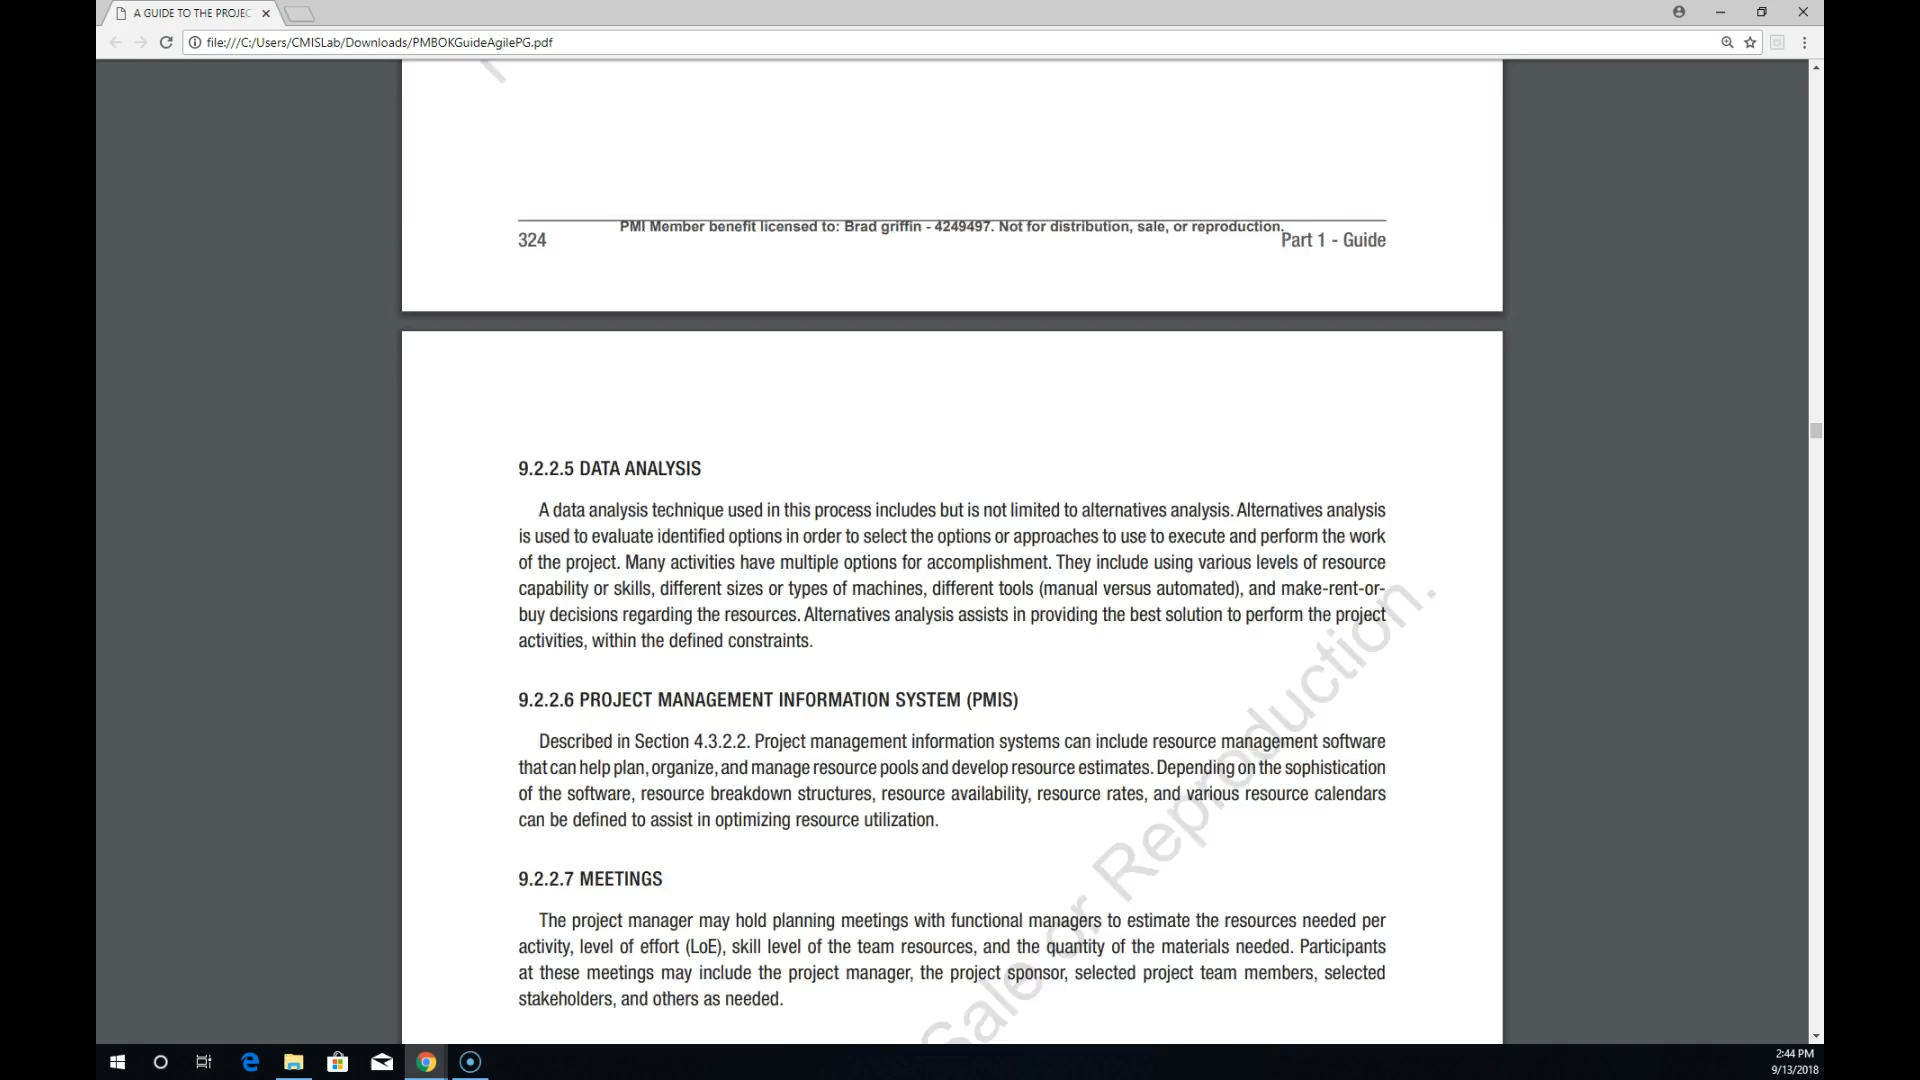 A GUIDE TO THE PROJEC
file:///C:/Users/CMISLab/Downloads/PMBOKGuideAgilePG.pdf
PMI Member benefit licensed to: Brad griffin - 4249497. Not for distribution, sale, or reproduction.
324
Part 1 - Guide
9.2.2.5 DATA ANALYSIS
A data analysis technique used in this process includes but is not limited to alternatives analysis. Alternatives analysis
is used to evaluate identified options in order to select the options or approaches to use to execute and perform the work
of the project. Many activities have multiple options for accomplishment. They include using various levels of resource
capability or skills, different sizes or types of machines, different tools (manual versus automated), and make-rent-or-
buy decisions regarding the resources. Alternatives analysis assists in providing the best solution to perform the project
activities, within the defined constraints.
9.2.2.6 PROJECT MANAGEMENT INFORMATION SYSTEM (PMIS)
Described in Section 4.3.2.2. Project management information systems can include resource management software
that can help plan, organize, and manage resource pools and develop resource estimates. Depending on the sophistication
of the software, resource breakdown structures, resource availability, resource rates, and various resource calendars
can be defined to assist in optimizing resource utilization.
9.2.2.7 MEETINGS
The project manager may hold planning meetings with functional managers to estimate the resources needed per
activity, level of effort (LoE), skill level of the team resources, and the quantity of the materials needed. Participants
at these meetings may include the project manager, the project sponsor, selected project team members, selected
stakeholders, and others as needed.
Sale or Reproduction.
2:44 PM
9/13/2018